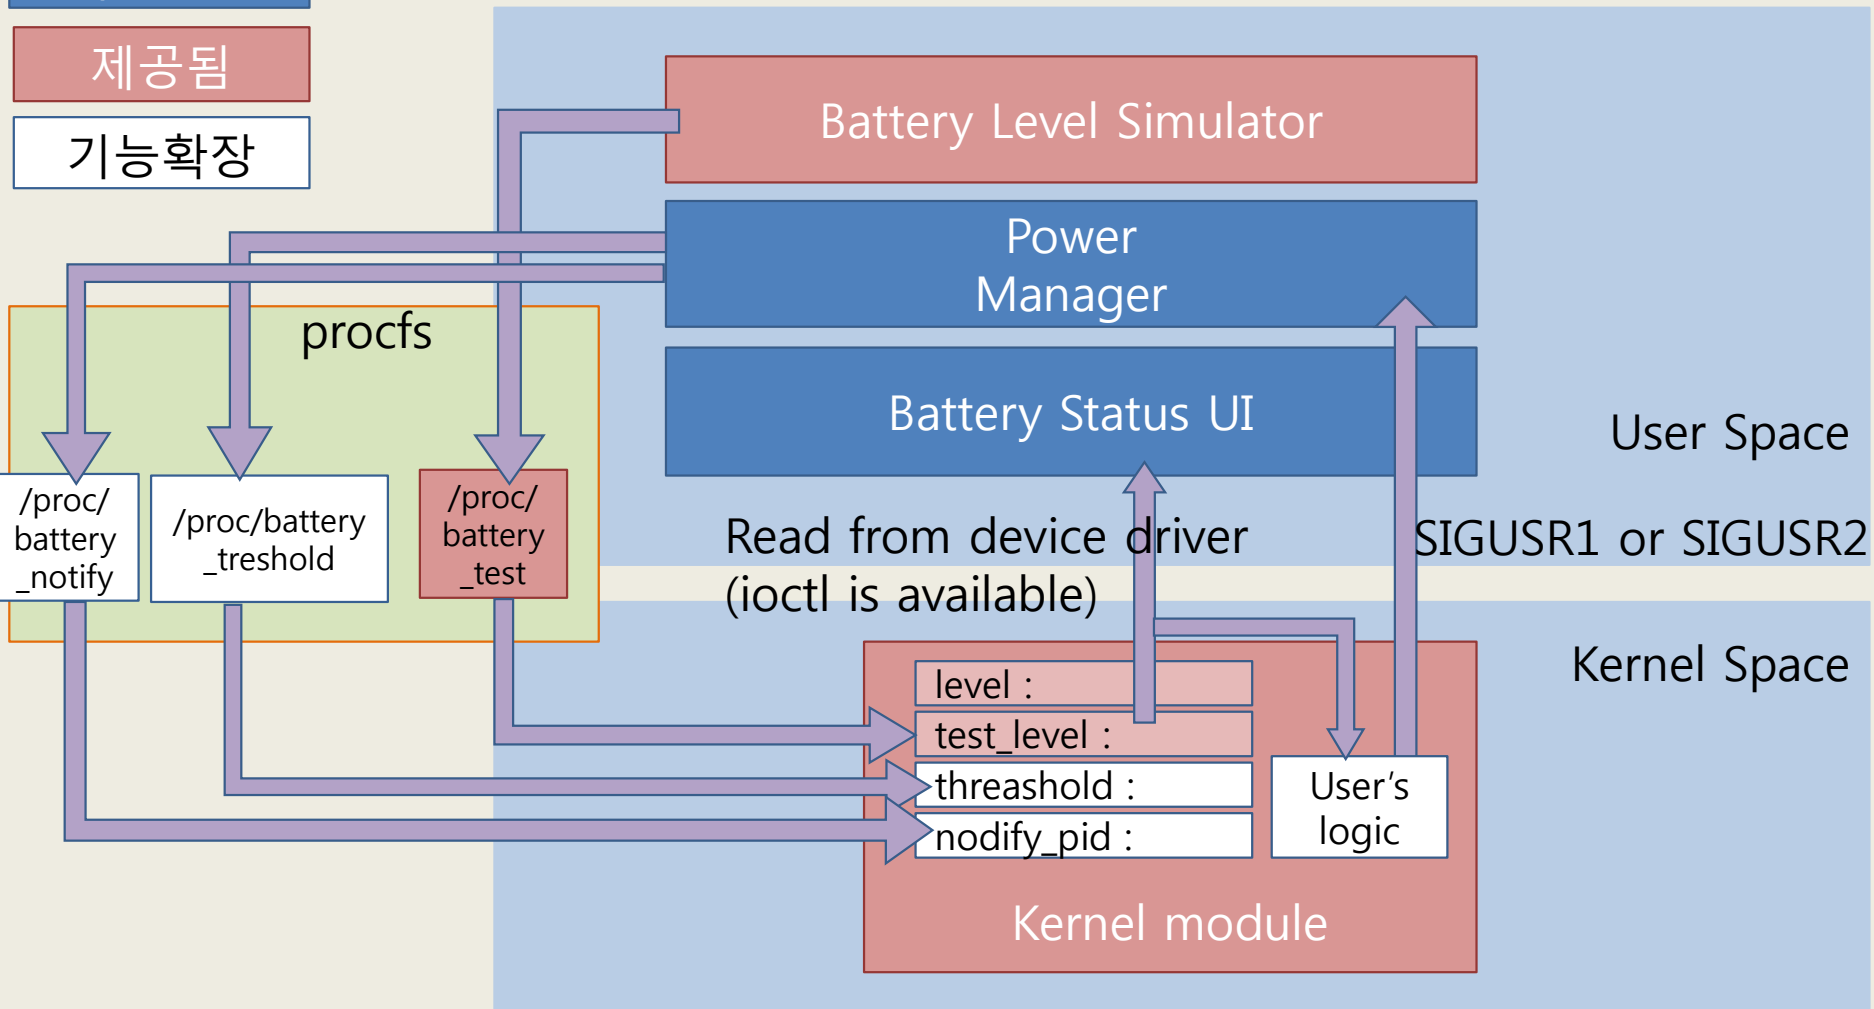 제공됨
기능확장
Battery Level Simulator
Power
Manager
Battery Status UI
procfs
/proc/
battery
_notify
/proc/battery
_treshold
/proc/
battery
_test
User Space
Read from device driver
(ioctl is available)
SIGUSR1 or SIGUSR2
Kernel Space
level :
test_level :
threashold :
nodify_pid :
User's
logic
Kernel module